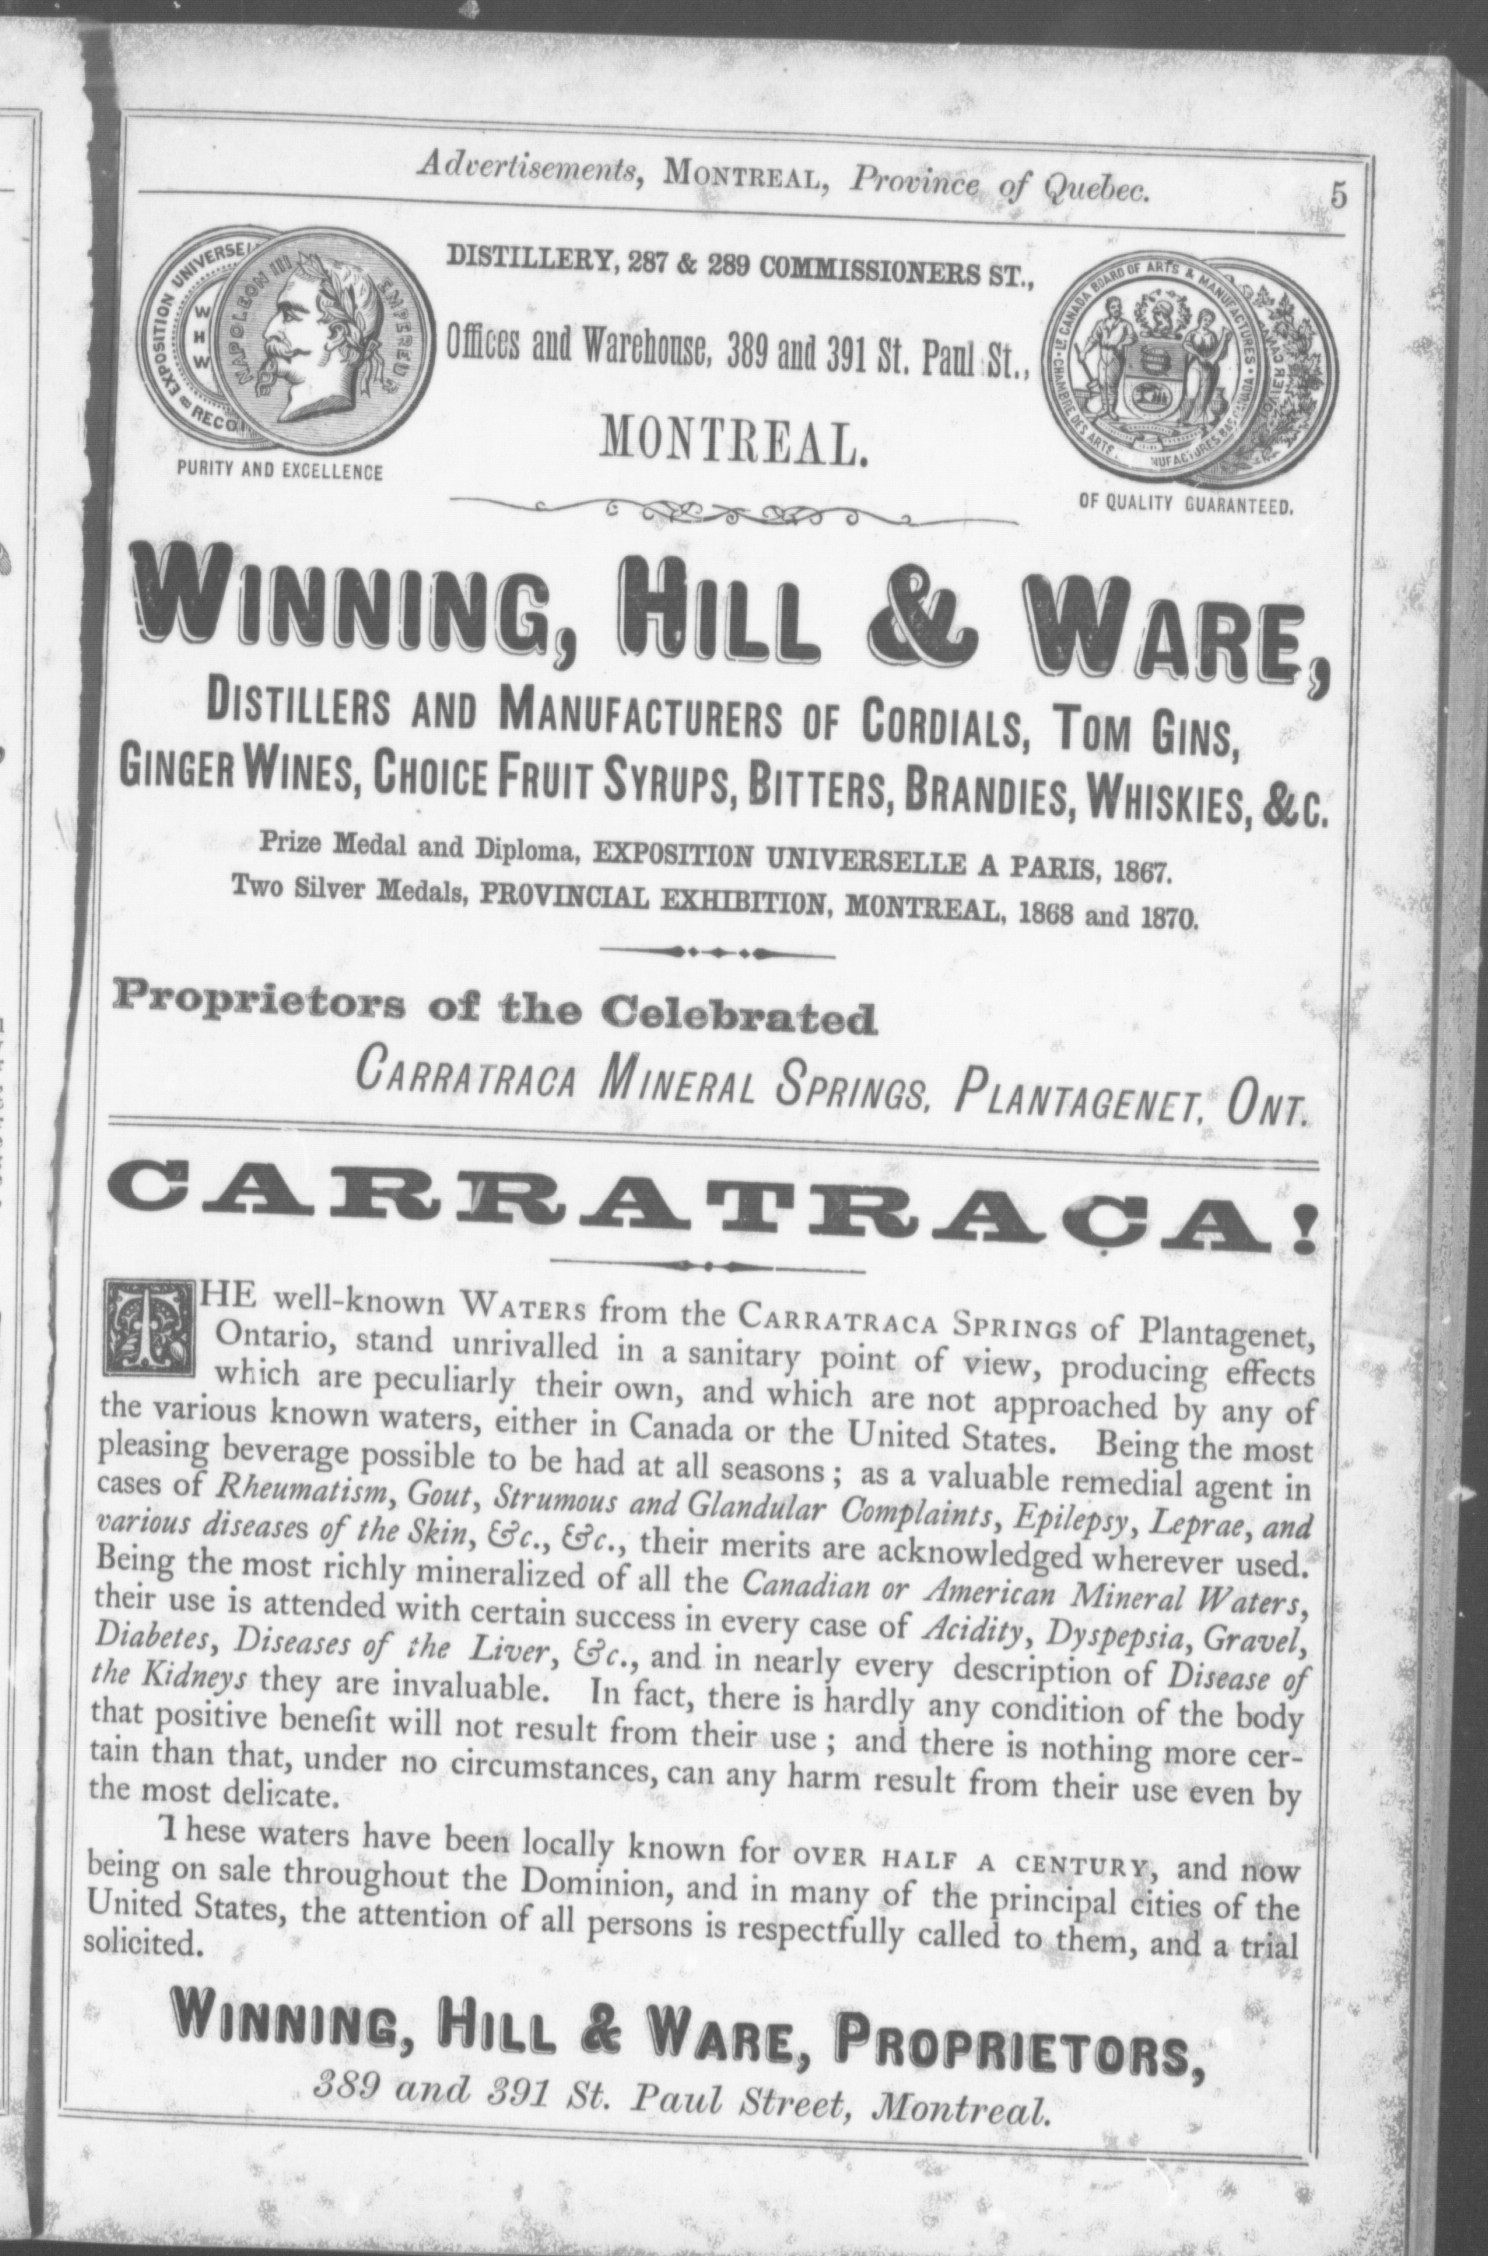 Advertisements, MONTREAL, Province of Quebec.
5
EXPOSITION UNIVERSELL
W
H
W
RECO
NAPOLEON III EMPEREUR
PURITY AND EXCELLENCE
DISTILLERY, 287 & 289 COMMISSIONERS ST.,
Offices and Warehouse, 389 and 391 St. Paul St.,
MONTREAL.
LE CANADA BOARD OF ARTS & MANUFACTURES
CHAMBRE DES ARTS
NUFACTURES BAS CANADA
OF QUALITY GUARANTEED.
WINNING, HILL & WARE,
DISTILLERS AND MANUFACTURERS OF CORDIALS, TOM GINS,
GINGER WINES, CHOICE FRUIT SYRUPS, BITTERS, BRANDIES, WHISKIES, &C.
Prize Medal and Diploma, EXPOSITION UNIVERSELLE A PARIS, 1867.
Two Silver Medals, PROVINCIAL EXHIBITION, MONTREAL, 1868 and 1870.
Proprietors of the Celebrated
CARRATRACA MINERAL SPRINGS, PLANTAGENET, ONT.
CARRATRACA!
THE well-known WATERS from the CARRATRACA SPRINGS of Plantagenet,
Ontario, stand unrivalled in a sanitary point of view, producing effects
which are peculiarly their own, and which are not approached by any of
the various known waters, either in Canada or the United States. Being the most
pleasing beverage possible to be had at all seasons; as a valuable remedial agent in
cases of Rheumatism, Gout, Strumous and Glandular Complaints, Epilepsy, Leprae, and
various diseases of the Skin, &c., &c., their merits are acknowledged wherever used.
Being the most richly mineralized of all the Canadian or American Mineral Waters,
their use is attended with certain success in every case of Acidity, Dyspepsia, Gravel,
Diabetes, Diseases of the Liver, &c., and in nearly every description of Disease of
the Kidneys they are invaluable. In fact, there is hardly any condition of the body
that positive benefit will not result from their use; and there is nothing more cer-
tain than that, under no circumstances, can any harm result from their use even by
the most delicate.
These waters have been locally known for OVER HALF A CENTURY, and now
being on sale throughout the Dominion, and in many of the principal cities of the
United States, the attention of all persons is respectfully called to them, and a trial
solicited.
WINNING, HILL & WARE, PROPRIETORS,
389 and 391 St. Paul Street, Montreal.